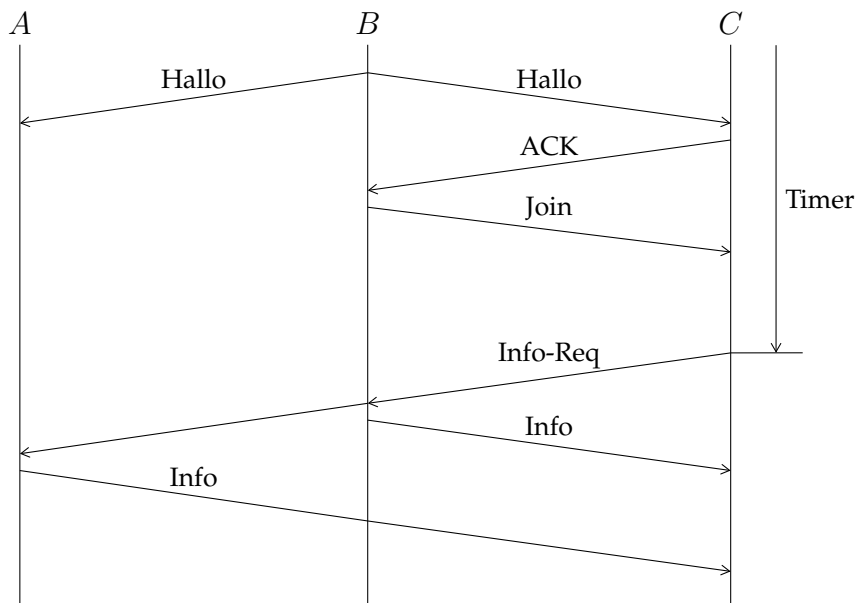 A B C
Hallo Hallo
ACK
Join
Timer
Info-Req
Info
Info